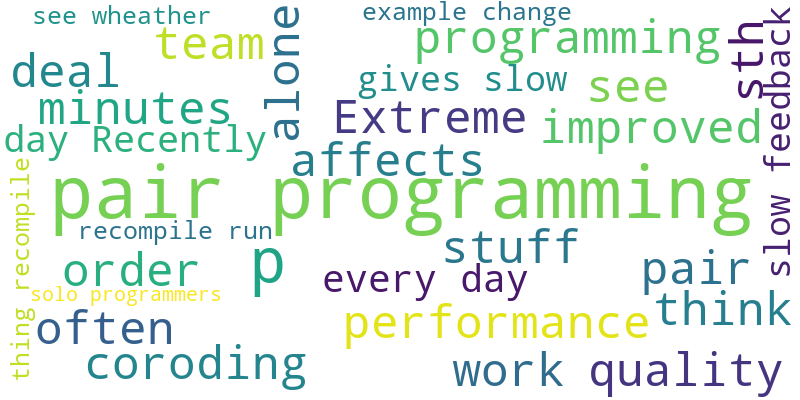 see wheather
example change
alone
team
programming
sth
slow feedback
deal
gives slow
see
minutes
Extreme
improved
day Recently
affects
pair programming
thing recompile
recompile run
stuff
order
p
every day
pair
solo programmers
think
often
performance
coroding
work
quality